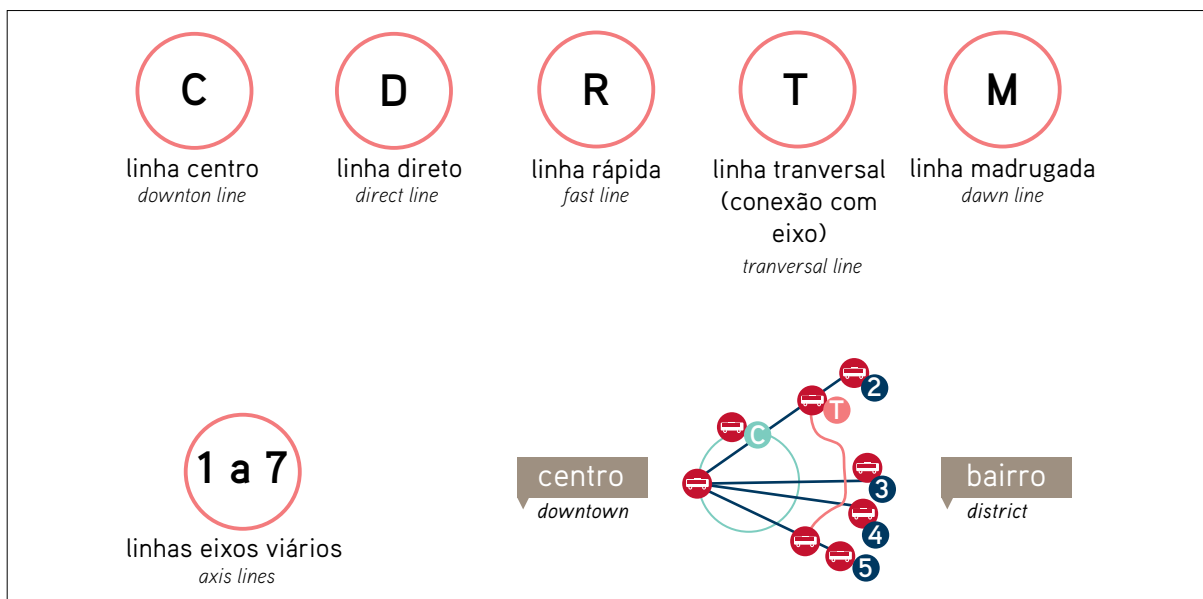 C
linha centro
downton line
D
linha direto
direct line
R
linha rápida
fast line
T
linha tranversal
(conexão com
eixo)
tranversal line
M
linha madrugada
dawn line
1 a 7
linhas eixos viários
axis lines
centro
downtown
2
T
C
3
4
5
bairro
district